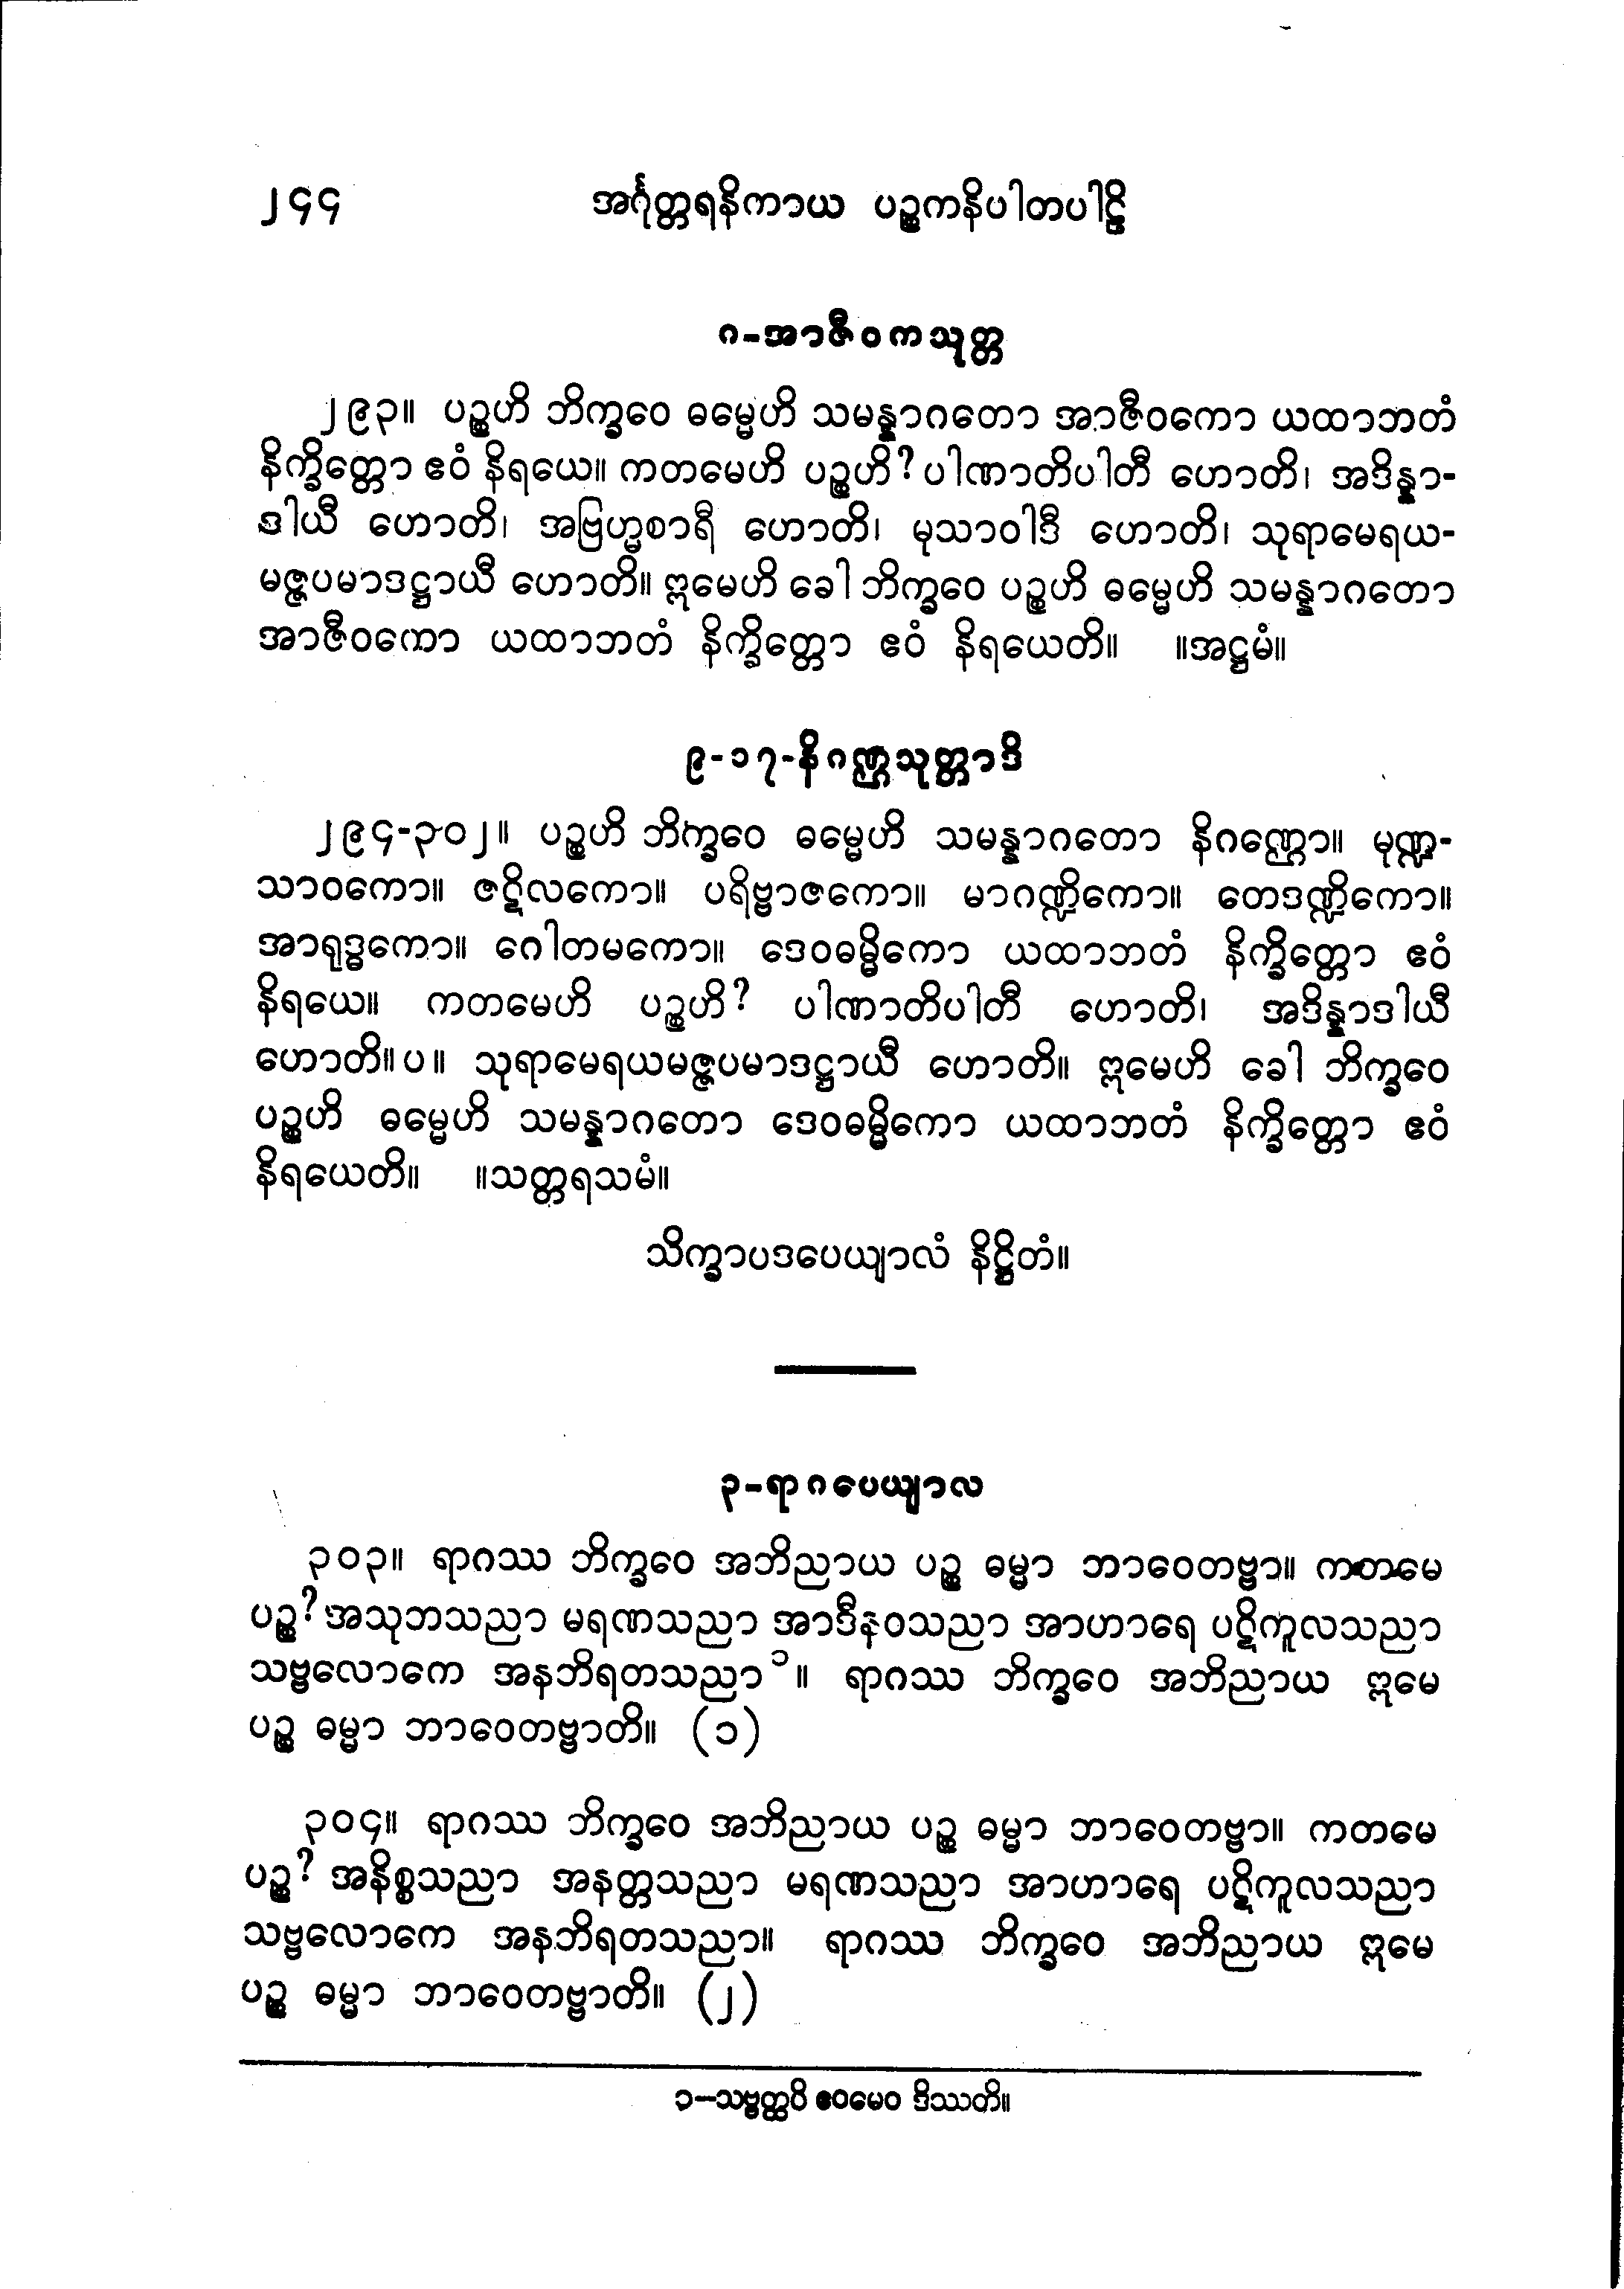 ၂၄၄ အင်္ဂုတ္တရနိကာယ ပဉ္စကနိပါတပါဠိ
၈-အာဇီဝကသုတ္တ
၂၉၃။ ပဉ္စဟိ ဘိက္ခဝေ ဓမ္မေဟိ သမန္နာဂတော အာဇီဝကော ယထာဘတံ
နိက္ခိတ္တော ဧဝံ နိရယေ။ ကတမေဟိ ပဉ္စဟိ? ပါဏာတိပါတီ ဟောတိ၊ အဒိန္နာ-
ဒါယီ ဟောတိ၊ အဗြဟ္မစာရီ ဟောတိ၊ မုသာဝါဒီ ဟောတိ၊ သုရာမေရယ-
မဇ္ဇပမာဒဋ္ဌာယီ ဟောတိ။ ဣမေဟိ ခေါ ဘိက္ခဝေ ပဉ္စဟိ ဓမ္မေဟိ သမန္နာဂတော
အာဇီဝကော ယထာဘတံ နိက္ခိတ္တော ဧဝံ နိရယေတိ။ ။အဋ္ဌမံ။
၉-၁၇-နိဂဏ္ဌသုတ္တာဒိ
၂၉၄-၃၀၂။ ပဉ္စဟိ ဘိက္ခဝေ ဓမ္မေဟိ သမန္နာဂတော နိဂဏ္ဌော။ မုဏ္ဍ-
သာဝကော။ ဇဋိလကော။ ပရိဗ္ဗာဇကော။ မာဂဏ္ဍိကော။ တေဒဏ္ဍိကော။
အာရုဒ္ဓကော။ ဂေါတမကော။ ဒေဝဓမ္မိကော ယထာဘတံ နိက္ခိတ္တော ဧဝံ
နိရယေ။ ကတမေဟိ ပဉ္စဟိ? ပါဏာတိပါတီ ဟောတိ၊ အဒိန္နာဒါယီ
ဟောတိ။ပ။ သုရာမေရယမဇ္ဇပမာဒဋ္ဌာယီ ဟောတိ။ ဣမေဟိ ခေါ ဘိက္ခဝေ
ပဉ္စဟိ ဓမ္မေဟိ သမန္နာဂတော ဒေဝဓမ္မိကော ယထာဘတံ နိက္ခိတ္တော ဧဝံ
နိရယေတိ။ ။သတ္တရသမံ။
သိက္ခာပဒပေယျာလံ နိဋ္ဌိတံ။
၃-ရာဂပေယျာလ
၃၀၃။ ရာဂဿ ဘိက္ခဝေ အဘိညာယ ပဉ္စ ဓမ္မာ ဘာဝေတဗ္ဗာ။ ကတမေ
ပဉ္စ? အသုဘသညာ မရဏသညာ အာဒီနဝသညာ အာဟာရေ ပဋိကူလသညာ
သဗ္ဗလောကေ အနဘိရတသညာ ၁။ ရာဂဿ ဘိက္ခဝေ အဘိညာယ ဣမေ
ပဉ္စ ဓမ္မာ ဘာဝေတဗ္ဗာတိ။ (၁)
၃၀၄။ ရာဂဿ ဘိက္ခဝေ အဘိညာယ ပဉ္စ ဓမ္မာ ဘာဝေတဗ္ဗာ။ ကတမေ
ပဉ္စ? အနိစ္စသညာ အနတ္တသညာ မရဏသညာ အာဟာရေ ပဋိကူလသညာ
သဗ္ဗလောကေ အနဘိရတသညာ။ ရာဂဿ ဘိက္ခဝေ အဘိညာယ ဣမေ
ပဉ္စ ဓမ္မာ ဘာဝေတဗ္ဗာတိ။ (၂)
၁—သဗ္ဗတ္ထပိ ဧဝမေဝ ဒိဿတိ။